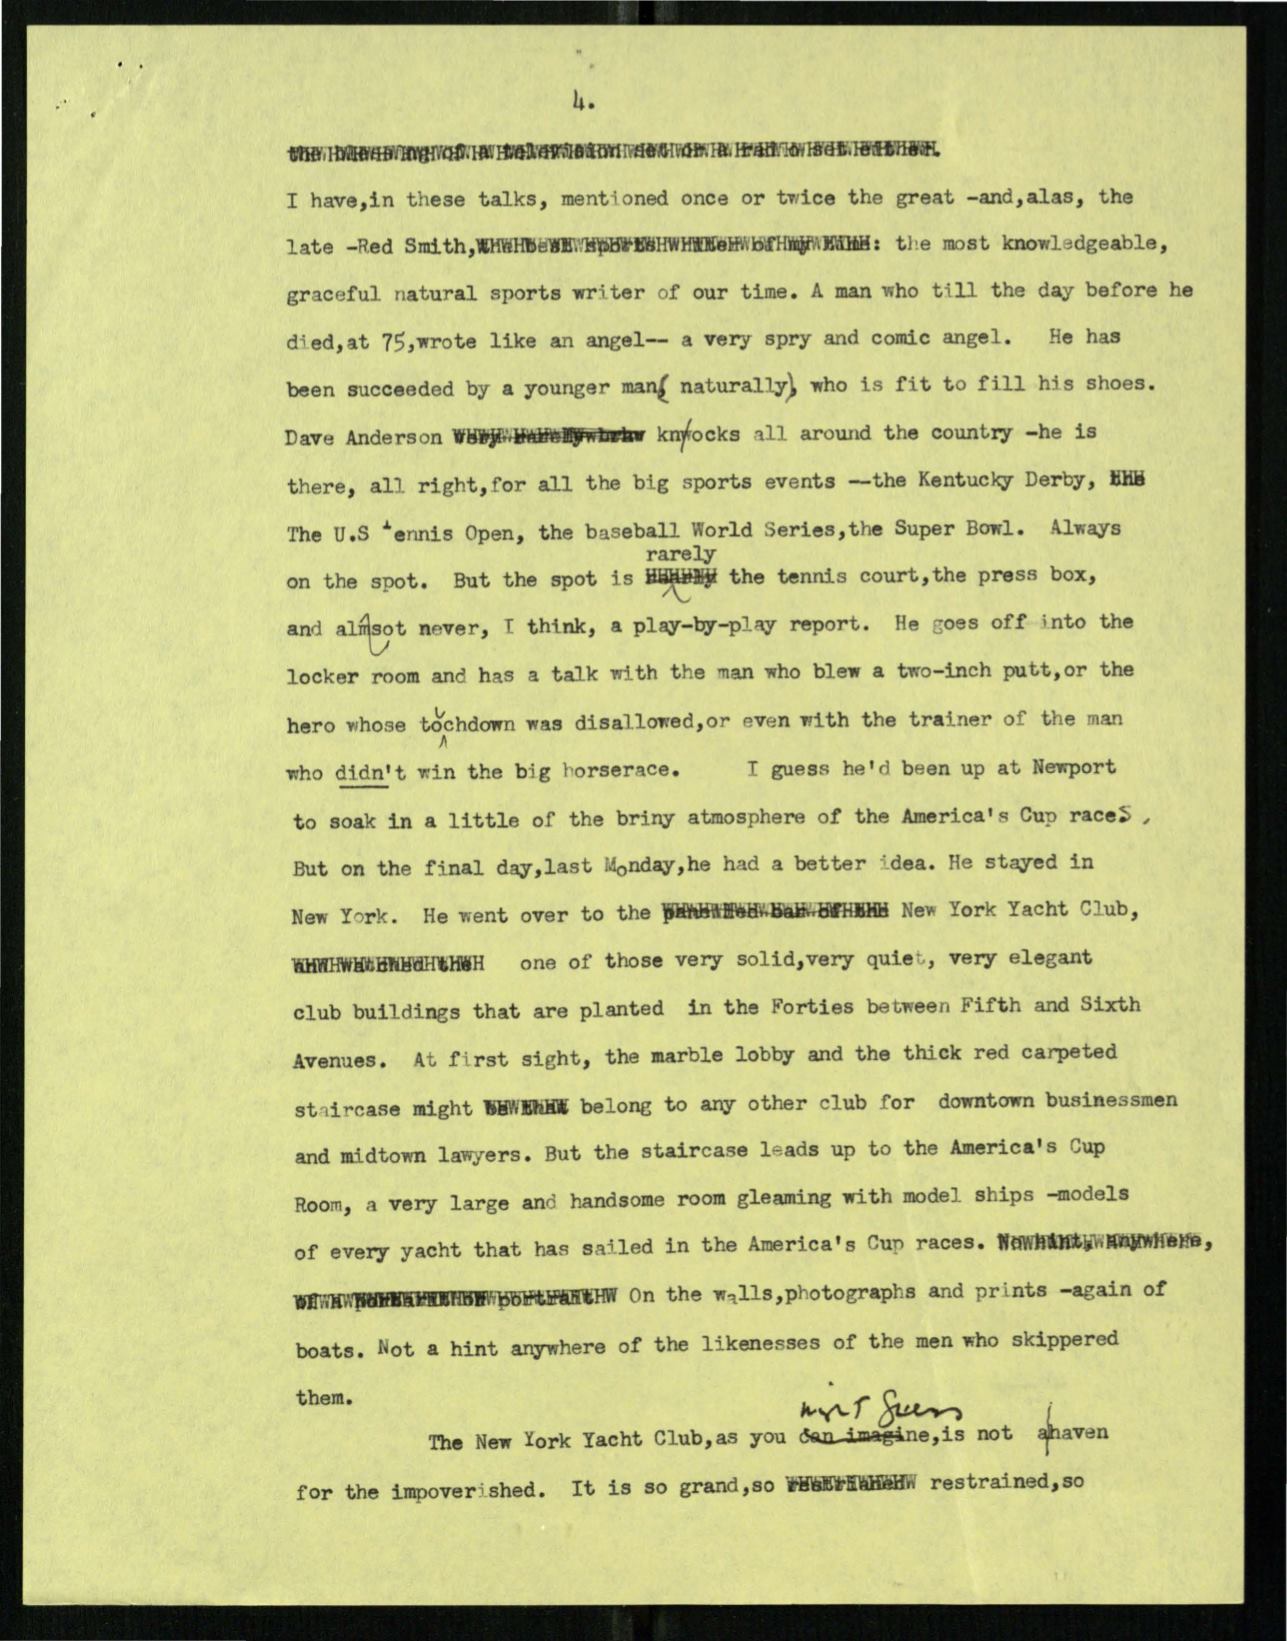 4.
I have,in these talks, mentioned once or twice the great -and,alas, the
late -Red Smith, : the most knowledgeable,
graceful natural sports writer of our time. A man who till the day before he
died,at 75,wrote like an angel-- a very spry and comic angel. He has
been succeeded by a younger man( naturally), who is fit to fill his shoes.
Dave Anderson knocks all around the country -he is
there, all right,for all the big sports events --the Kentucky Derby,
The U.S tennis Open, the baseball World Series,the Super Bowl. Always
rarely
on the spot. But the spot is the tennis court,the press box,
and almsot never, I think, a play-by-play report. He goes off into the
locker room and has a talk with the man who blew a two-inch putt,or the
hero whose touchdown was disallowed,or even with the trainer of the man
who didn't win the big horserace. I guess he'd been up at Newport
to soak in a little of the briny atmosphere of the America's Cup races.
But on the final day,last Monday,he had a better idea. He stayed in
New York. He went over to the New York Yacht Club,
one of those very solid,very quiet, very elegant
club buildings that are planted in the Forties between Fifth and Sixth
Avenues. At first sight, the marble lobby and the thick red carpeted
staircase might belong to any other club for downtown businessmen
and midtown lawyers. But the staircase leads up to the America's Cup
Room, a very large and handsome room gleaming with model ships -models
of every yacht that has sailed in the America's Cup races.
On the walls,photographs and prints -again of
boats. Not a hint anywhere of the likenesses of the men who skippered
them.
might guess
The New York Yacht Club,as you can imagine,is not a haven
for the impoverished. It is so grand,so restrained,so